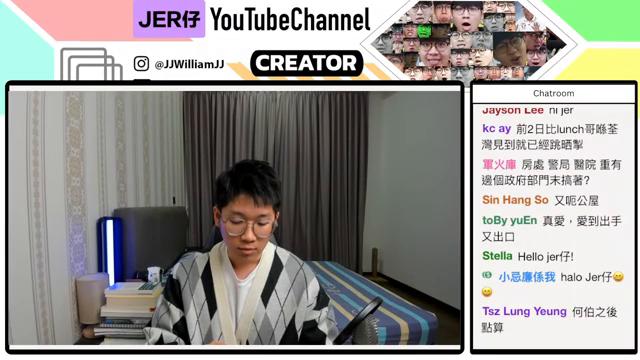 JER仔 YouTubeChannel
@JJWilliamJJ
CREATOR
Chatroom
Jayson Lee hi jer
kc ay 前2日比lunch哥喺荃
灣見到就已經跳晒掣
軍火庫 房處 警局 醫院 重有
邊個政府部門未搞著?
Sin Hang So 又呃公屋
toBy yuEn 真愛,愛到出手
又出口
Stella Hello jer仔!
小忌廉係我 halo Jer仔😀
😀
Tsz Lung Yeung 何伯之後
點算